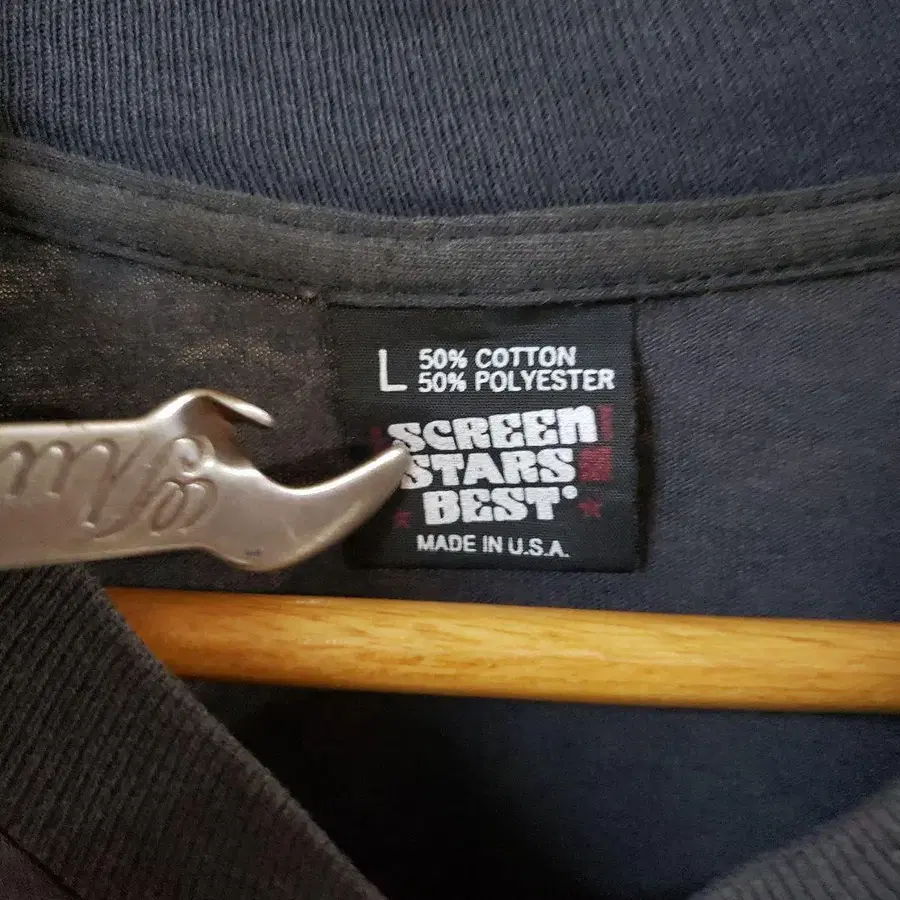 L 50% COTTON
50% POLYESTER
SCREEN
STARS
BEST®
MADE IN U.S.A.